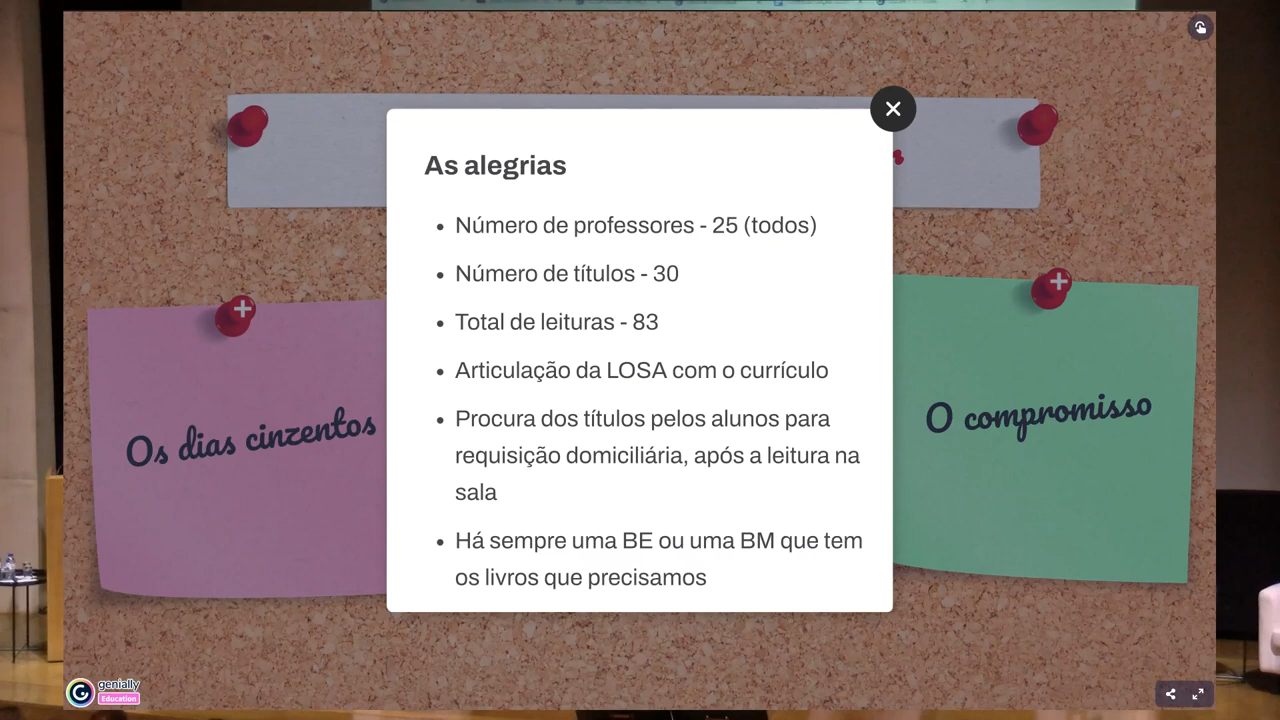 As alegrias
• Número de professores - 25 (todos)
• Número de títulos - 30
• Total de leituras - 83
• Articulação da LOSA com o currículo
• Procura dos títulos pelos alunos para
requisição domiciliária, após a leitura na
sala
• Há sempre uma BE ou uma BM que tem
os livros que precisamos
Os dias cinzentos
O compromisso
genially
Education